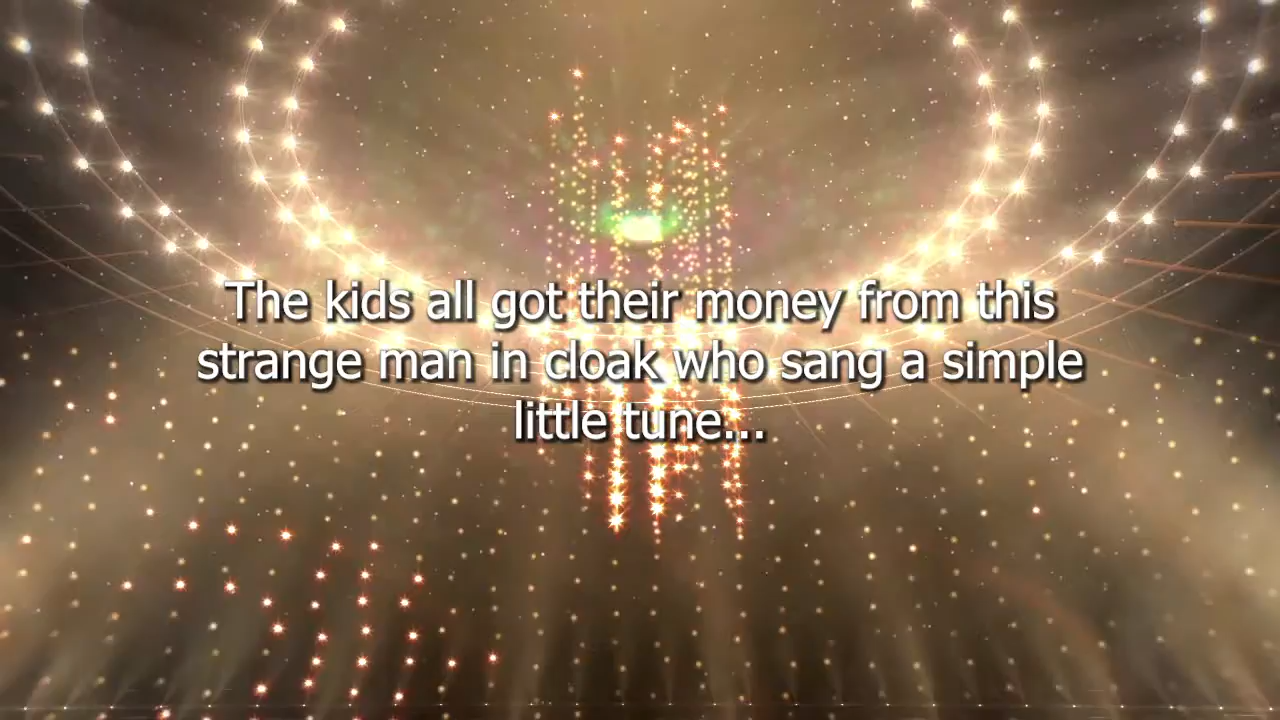 The kids all got their money from this
strange man in cloak who sang a simple
little tune...